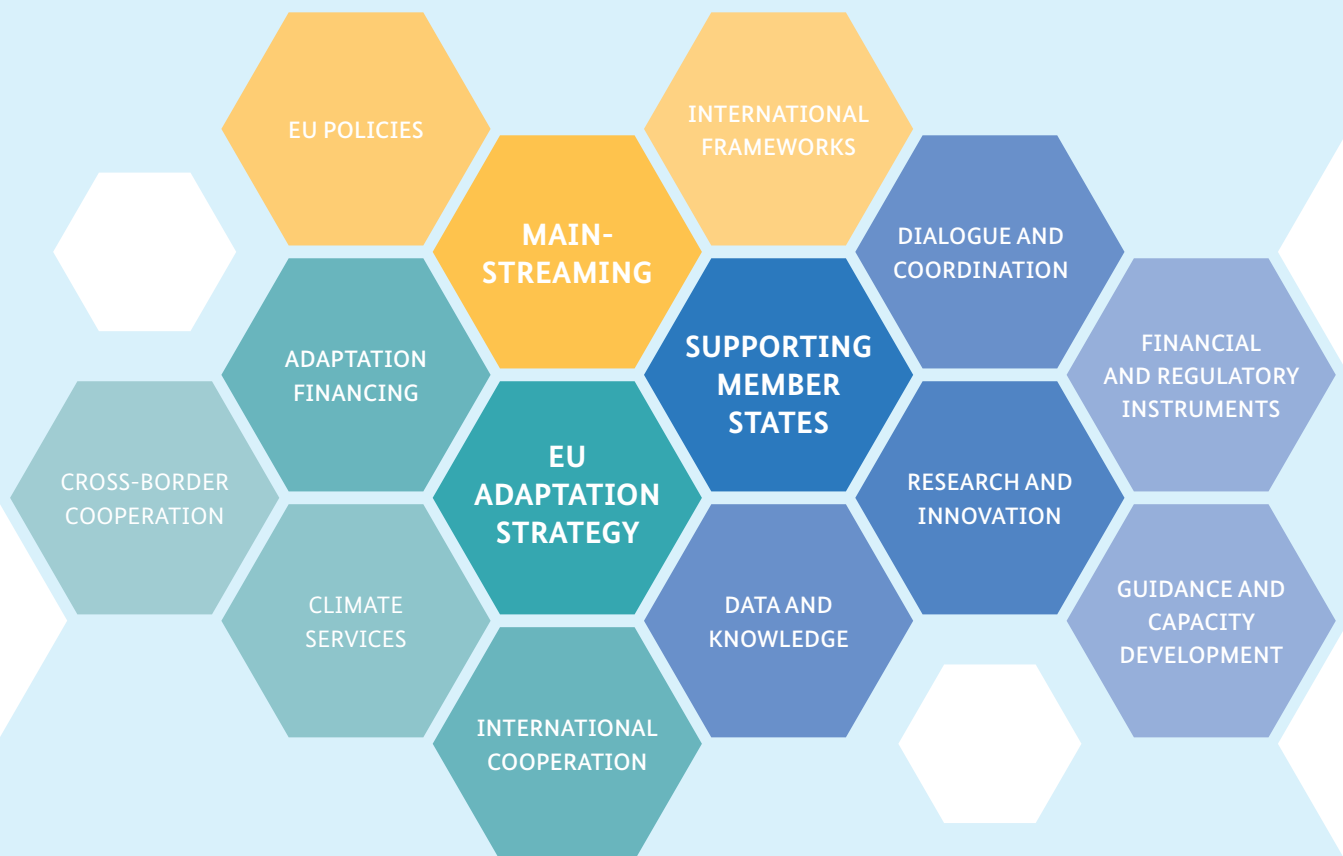 EU POLICIES
INTERNATIONAL
FRAMEWORKS
MAIN-
STREAMING
DIALOGUE AND
COORDINATION
ADAPTATION
FINANCING
SUPPORTING
MEMBER
STATES
FINANCIAL
AND REGULATORY
INSTRUMENTS
CROSS-BORDER
COOPERATION
EU
ADAPTATION
STRATEGY
RESEARCH AND
INNOVATION
CLIMATE
SERVICES
DATA AND
KNOWLEDGE
GUIDANCE AND
CAPACITY
DEVELOPMENT
INTERNATIONAL
COOPERATION